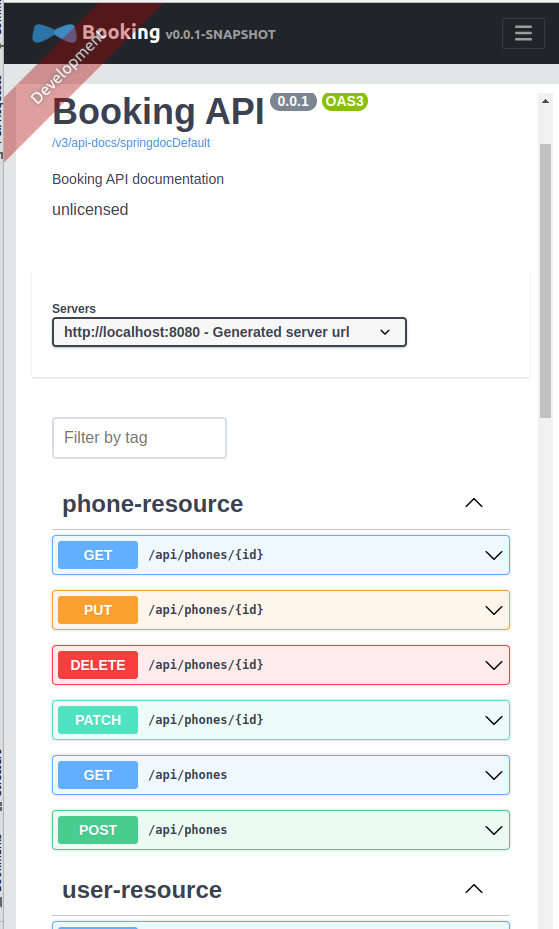 Booking v0.0.1-SNAPSHOT
Development
Booking API 0.0.1 OAS3
/v3/api-docs/springdocDefault
Booking API documentation
unlicensed
Servers
http://localhost:8080 - Generated server url
Filter by tag
phone-resource
GET /api/phones/{id}
PUT /api/phones/{id}
DELETE /api/phones/{id}
PATCH /api/phones/{id}
GET /api/phones
POST /api/phones
user-resource